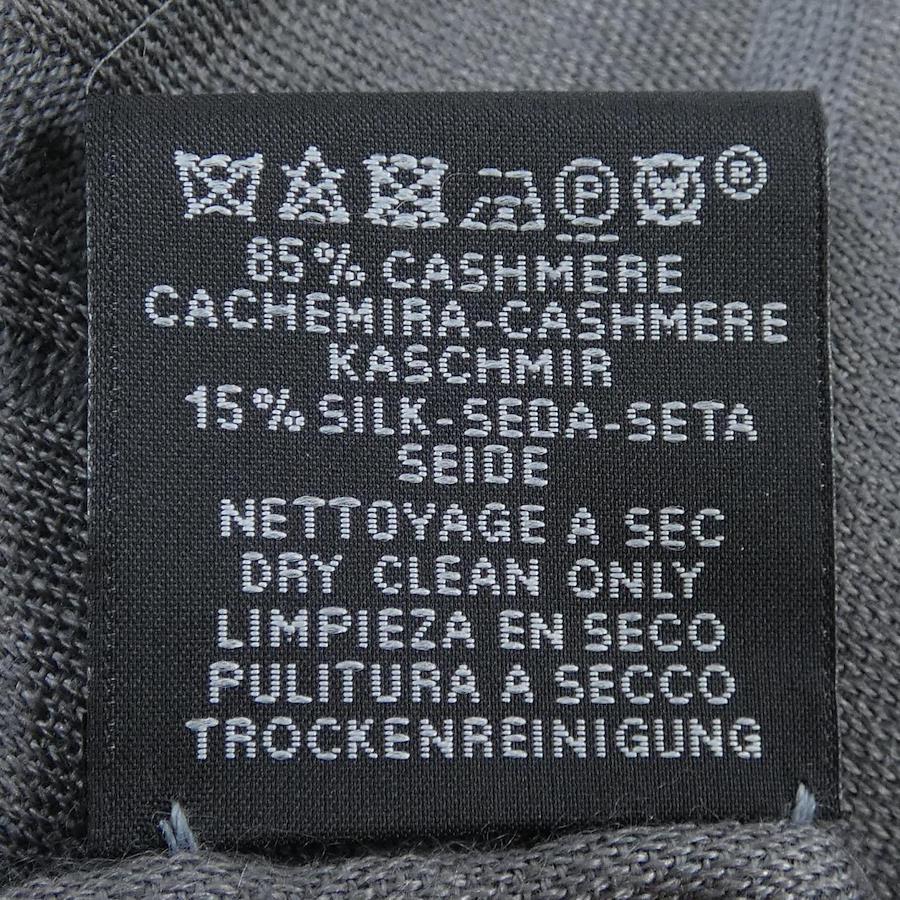 P ®
85% CASHMERE
CACHEMIRA-CASHMERE
KASCHMIR
15% SILK-SEDA-SETA
SEIDE
NETTOYAGE A SEC
DRY CLEAN ONLY
LIMPIEZA EN SECO
PULITURA A SECCO
TROCKENREINIGUNG